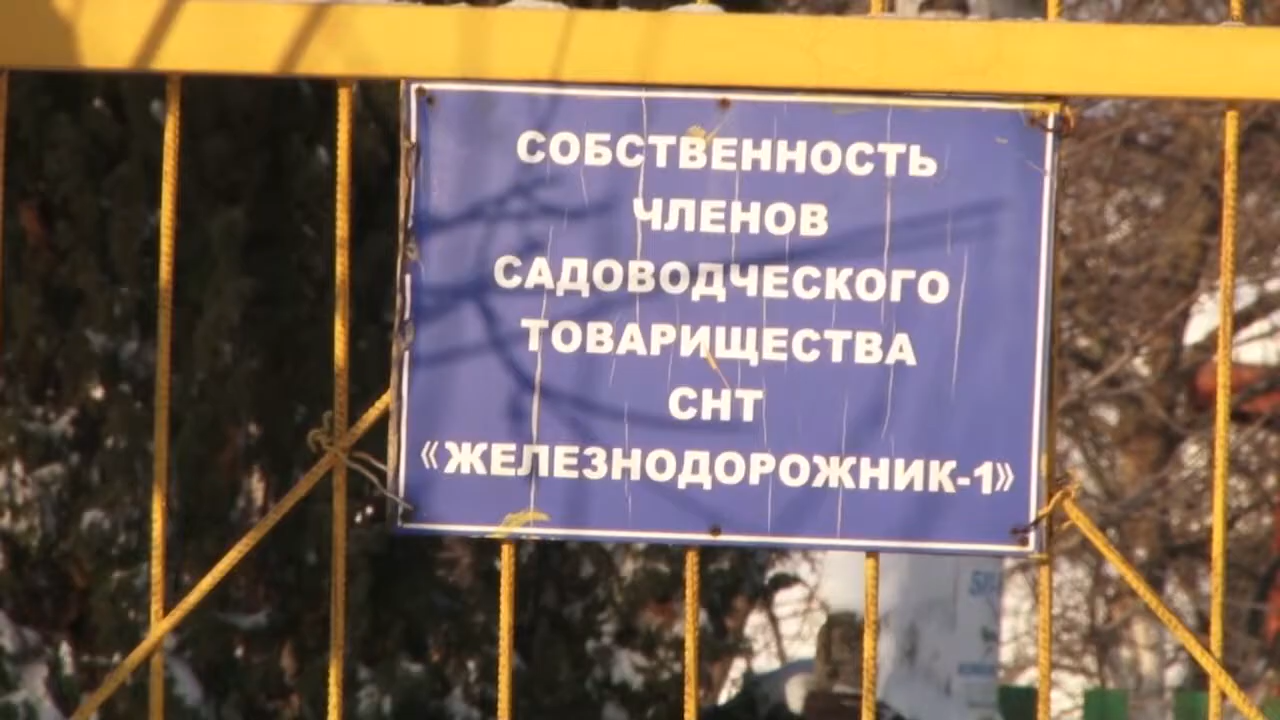 СОБСТВЕННОСТЬ
ЧЛЕНОВ
САДОВОДЧЕСКОГО
ТОВАРИЩЕСТВА
СНТ
«ЖЕЛЕЗНОДОРОЖНИК-1»